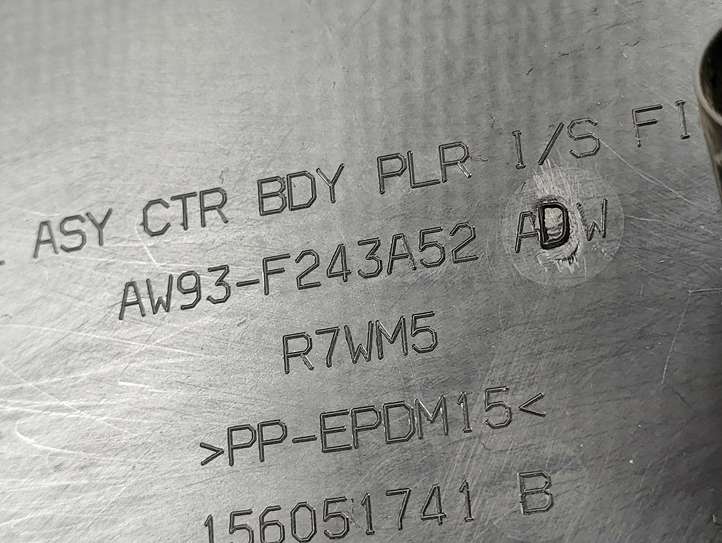 ASY CTR BDY PLR I/S FI
AW93-F243A52 ADW
R7WM5
>PP-EPDM15<
156051741 B